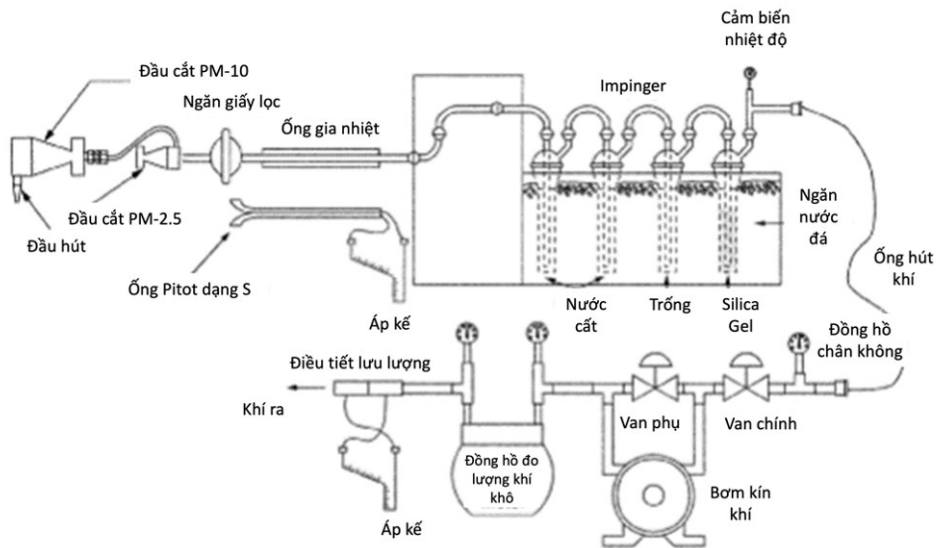 Cảm biến
nhiệt độ
Đầu cắt PM-10
Ngăn giấy lọc
Impinger
Ống gia nhiệt
Đầu cắt PM-2.5
Đầu hút
Ngăn
nước
đá
Ống hút
khí
Ống Pitot dạng S
Áp kế
Nước
cất
Trống
Silica
Gel
Đồng hồ
chân không
Điều tiết lưu lượng
Khí ra
Van phụ
Van chính
Đồng hồ đo
lượng khí
khô
Bơm kín
khí
Áp kế